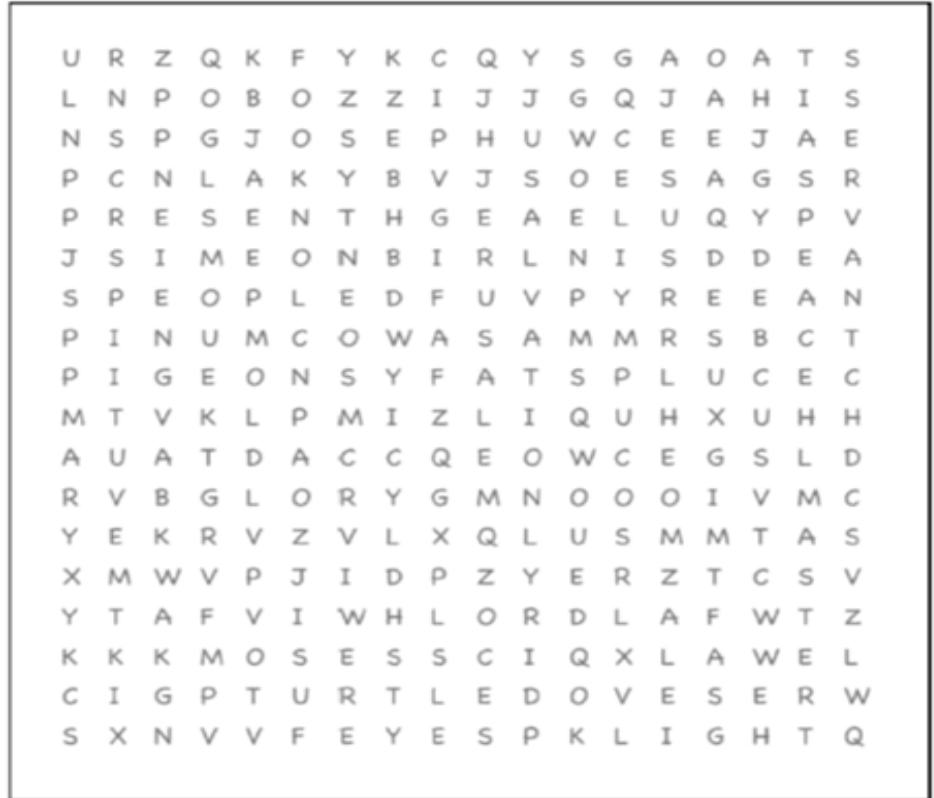 U R Z Q K F Y K C Q Y S G A O A T S
L N P O B O Z Z I J J G Q J A H I S
N S P G J O S E P H U W C E E J A E
P C N L A K Y B V J S O E S A G S R
P R E S E N T H G E A E L U Q Y P V
J S I M E O N B I R L N I S D D E A
S P E O P L E D F U V P Y R E E A N
P I N U M C O W A S A M M R S B C T
P I G E O N S Y F A T S P L U C E C
M T V K L P M I Z L I Q U H X U H H
A U A T D A C C Q E O W C E G S L D
R V B G L O R Y G M N O O O I V M C
Y E K R V Z V L X Q L U S M M T A S
X M W V P J I D P Z Y E R Z T C S V
Y T A F V I W H L O R D L A F W T Z
K K K M O S E S S C I Q X L A W E L
C I G P T U R T L E D O V E S E R W
S X N V V F E Y E S P K L I G H T Q